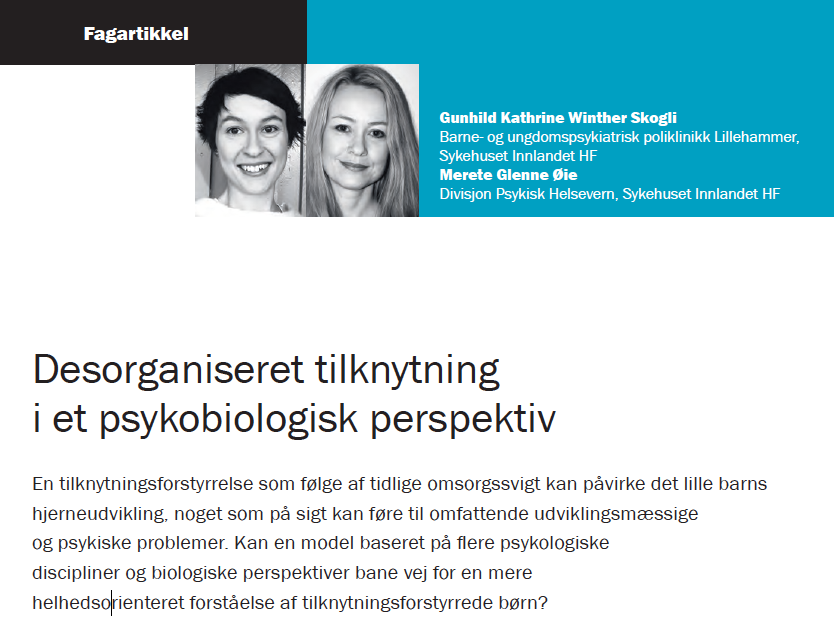 Fagartikkel
Gunhild Kathrine Winther Skogli
Barne- og ungdomspsykiatrisk poliklinikk Lillehammer,
Sykehuset Innlandet HF
Merete Glenne Øie
Divisjon Psykisk Helsevern, Sykehuset Innlandet HF
Desorganiseret tilknytning
i et psykobiologisk perspektiv
En tilknytningsforstyrrelse som følge af tidlige omsorgssvigt kan påvirke det lille barns
hjerneudvikling, noget som på sigt kan føre til omfattende udviklingsmæssige
og psykiske problemer. Kan en model baseret på flere psykologiske
discipliner og biologiske perspektiver bane vej for en mere
helhedsorienteret forståelse af tilknytningsforstyrrede børn?